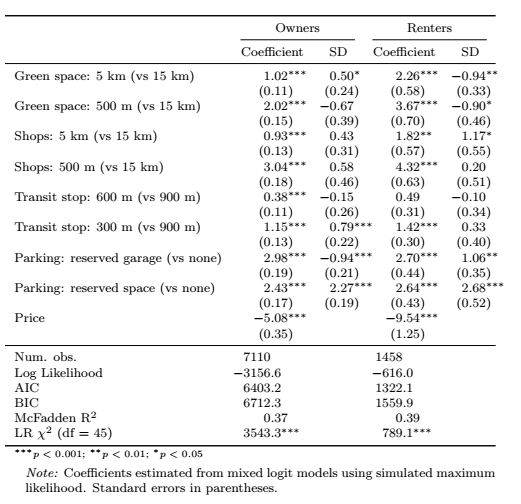 Owners Renters
Coefficient SD Coefficient SD
Green space: 5 km (vs 15 km) 1.02*** 0.50* 2.26*** −0.94**
(0.11) (0.24) (0.58) (0.33)
Green space: 500 m (vs 15 km) 2.02*** −0.67 3.67*** −0.90*
(0.15) (0.39) (0.70) (0.46)
Shops: 5 km (vs 15 km) 0.93*** 0.43 1.82** 1.17*
(0.13) (0.31) (0.57) (0.55)
Shops: 500 m (vs 15 km) 3.04*** 0.58 4.32*** 0.20
(0.18) (0.46) (0.63) (0.51)
Transit stop: 600 m (vs 900 m) 0.38*** −0.15 0.49 −0.10
(0.11) (0.26) (0.31) (0.34)
Transit stop: 300 m (vs 900 m) 1.15*** 0.79*** 1.42*** 0.33
(0.13) (0.22) (0.30) (0.40)
Parking: reserved garage (vs none) 2.98*** −0.94*** 2.70*** 1.06**
(0.19) (0.21) (0.44) (0.35)
Parking: reserved space (vs none) 2.43*** 2.27*** 2.64*** 2.68***
(0.17) (0.19) (0.43) (0.52)
Price −5.08*** −9.54***
(0.35) (1.25)
Num. obs. 7110 1458
Log Likelihood −3156.6 −616.0
AIC 6403.2 1322.1
BIC 6712.3 1559.9
McFadden R² 0.37 0.39
LR χ² (df = 45) 3543.3*** 789.1***
***p < 0.001; **p < 0.01; *p < 0.05
Note: Coefficients estimated from mixed logit models using simulated maximum
likelihood. Standard errors in parentheses.